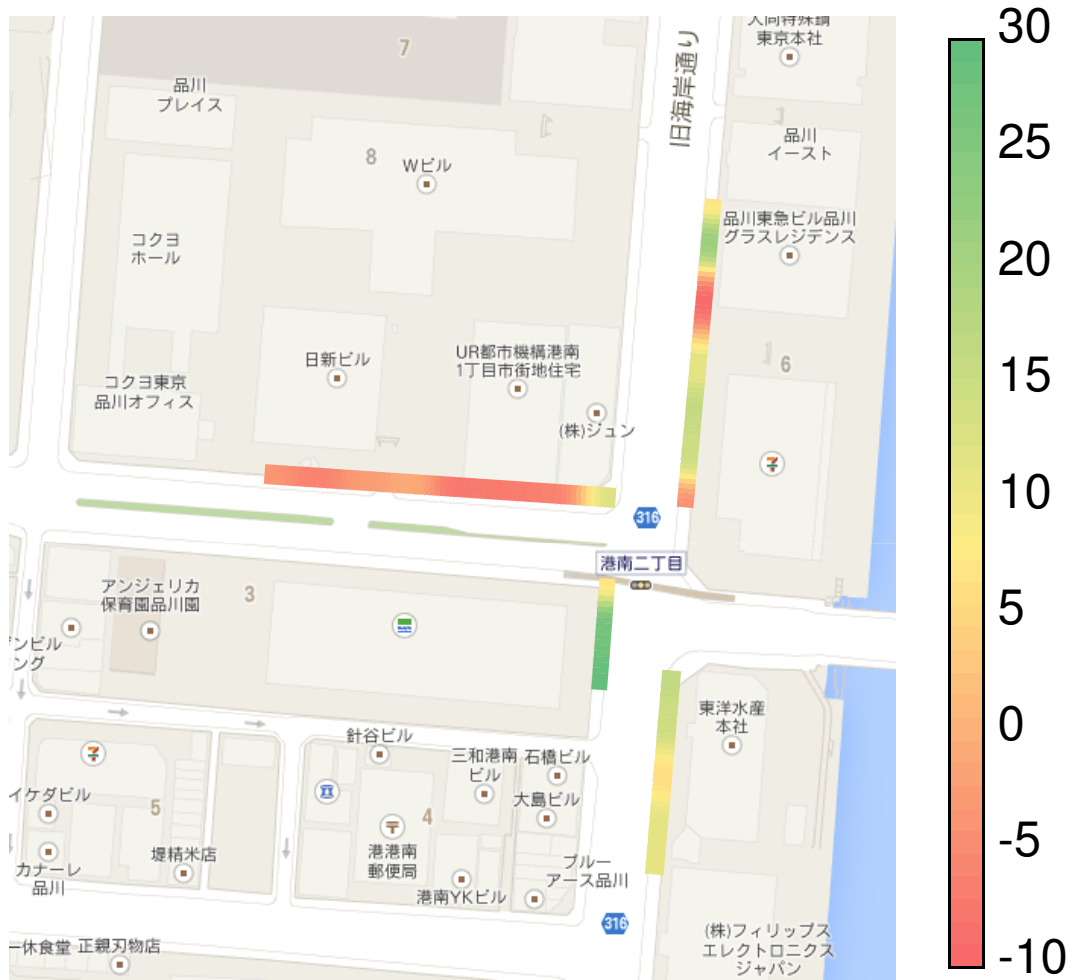 大同特殊鋼
東京本社
旧海岸通り
7
品川
プレイス
品川
イースト
8
Wビル
品川東急ビル品川
グラスレジデンス
コクヨ
ホール
日新ビル
UR都市機構港南
1丁目市街地住宅
6
コクヨ東京
品川オフィス
(株)ジュン
316
港南二丁目
アンジェリカ
保育園品川園
3
ンビル
ング
東洋水産
本社
針谷ビル
三和港南
ビル
石橋ビル
イケダビル
5
4
大島ビル
堤精米店
港港南
郵便局
カナーレ
品川
ブルー
アース品川
港南YKビル
316
一休食堂
正親刃物店
(株)フィリップス
エレクトロニクス
ジャパン
30
25
20
15
10
5
0
-5
-10